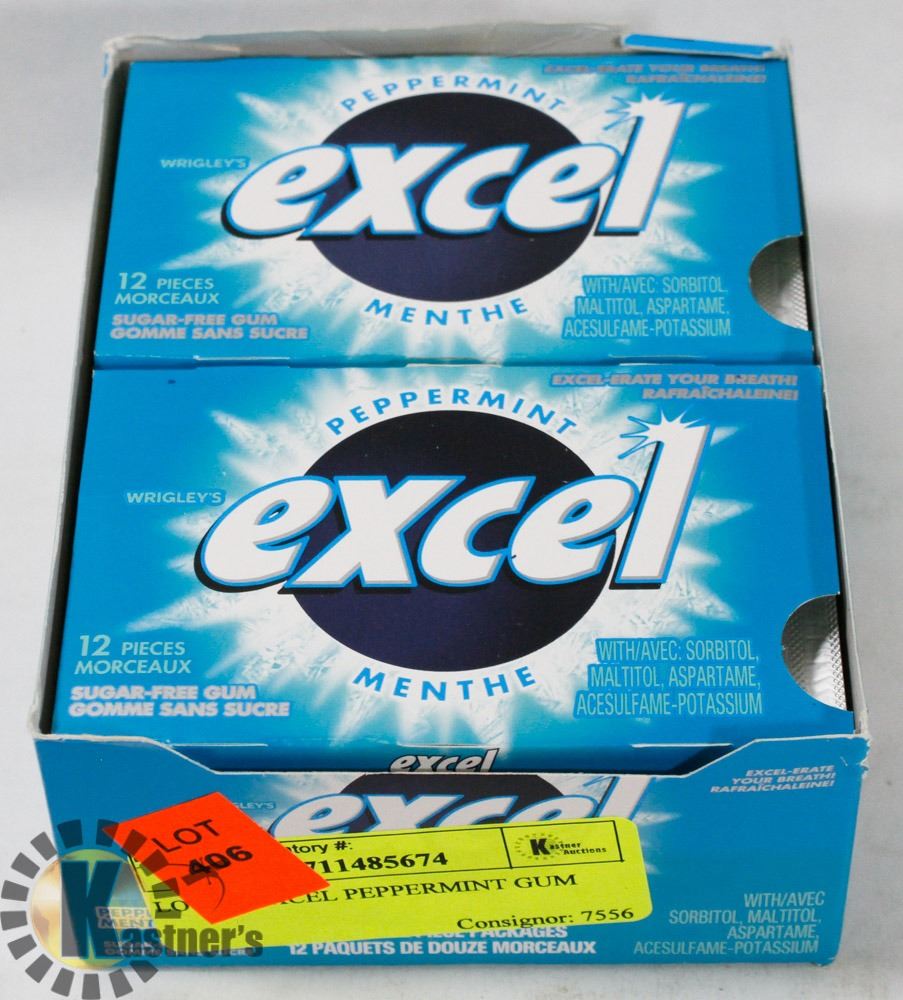 EXCEL-ERATE YOUR BREATH!
RAFRAÎCHALEINE!
PEPPERMINT
WRIGLEY'S
excel
MENTHE
12 PIECES
MORCEAUX
SUGAR-FREE GUM
GOMME SANS SUCRE
WITH/AVEC: SORBITOL,
MALTITOL, ASPARTAME,
ACESULFAME-POTASSIUM
EXCEL-ERATE YOUR BREATH!
RAFRAÎCHALEINE!
PEPPERMINT
WRIGLEY'S
excel
MENTHE
12 PIECES
MORCEAUX
SUGAR-FREE GUM
GOMME SANS SUCRE
WITH/AVEC: SORBITOL,
MALTITOL, ASPARTAME,
ACESULFAME-POTASSIUM
excel
EXCEL-ERATE
YOUR BREATH!
RAFRAÎCHALEINE!
excel
LOT
406
#:
711485674
Kastner
Auctions
PEPPERMINT GUM
Consignor: 7556
PACKAGES
12 PAQUETS DE DOUZE MORCEAUX
WITH/AVEC
SORBITOL, MALTITOL,
ASPARTAME,
ACESULFAME-POTASSIUM
Kastner's